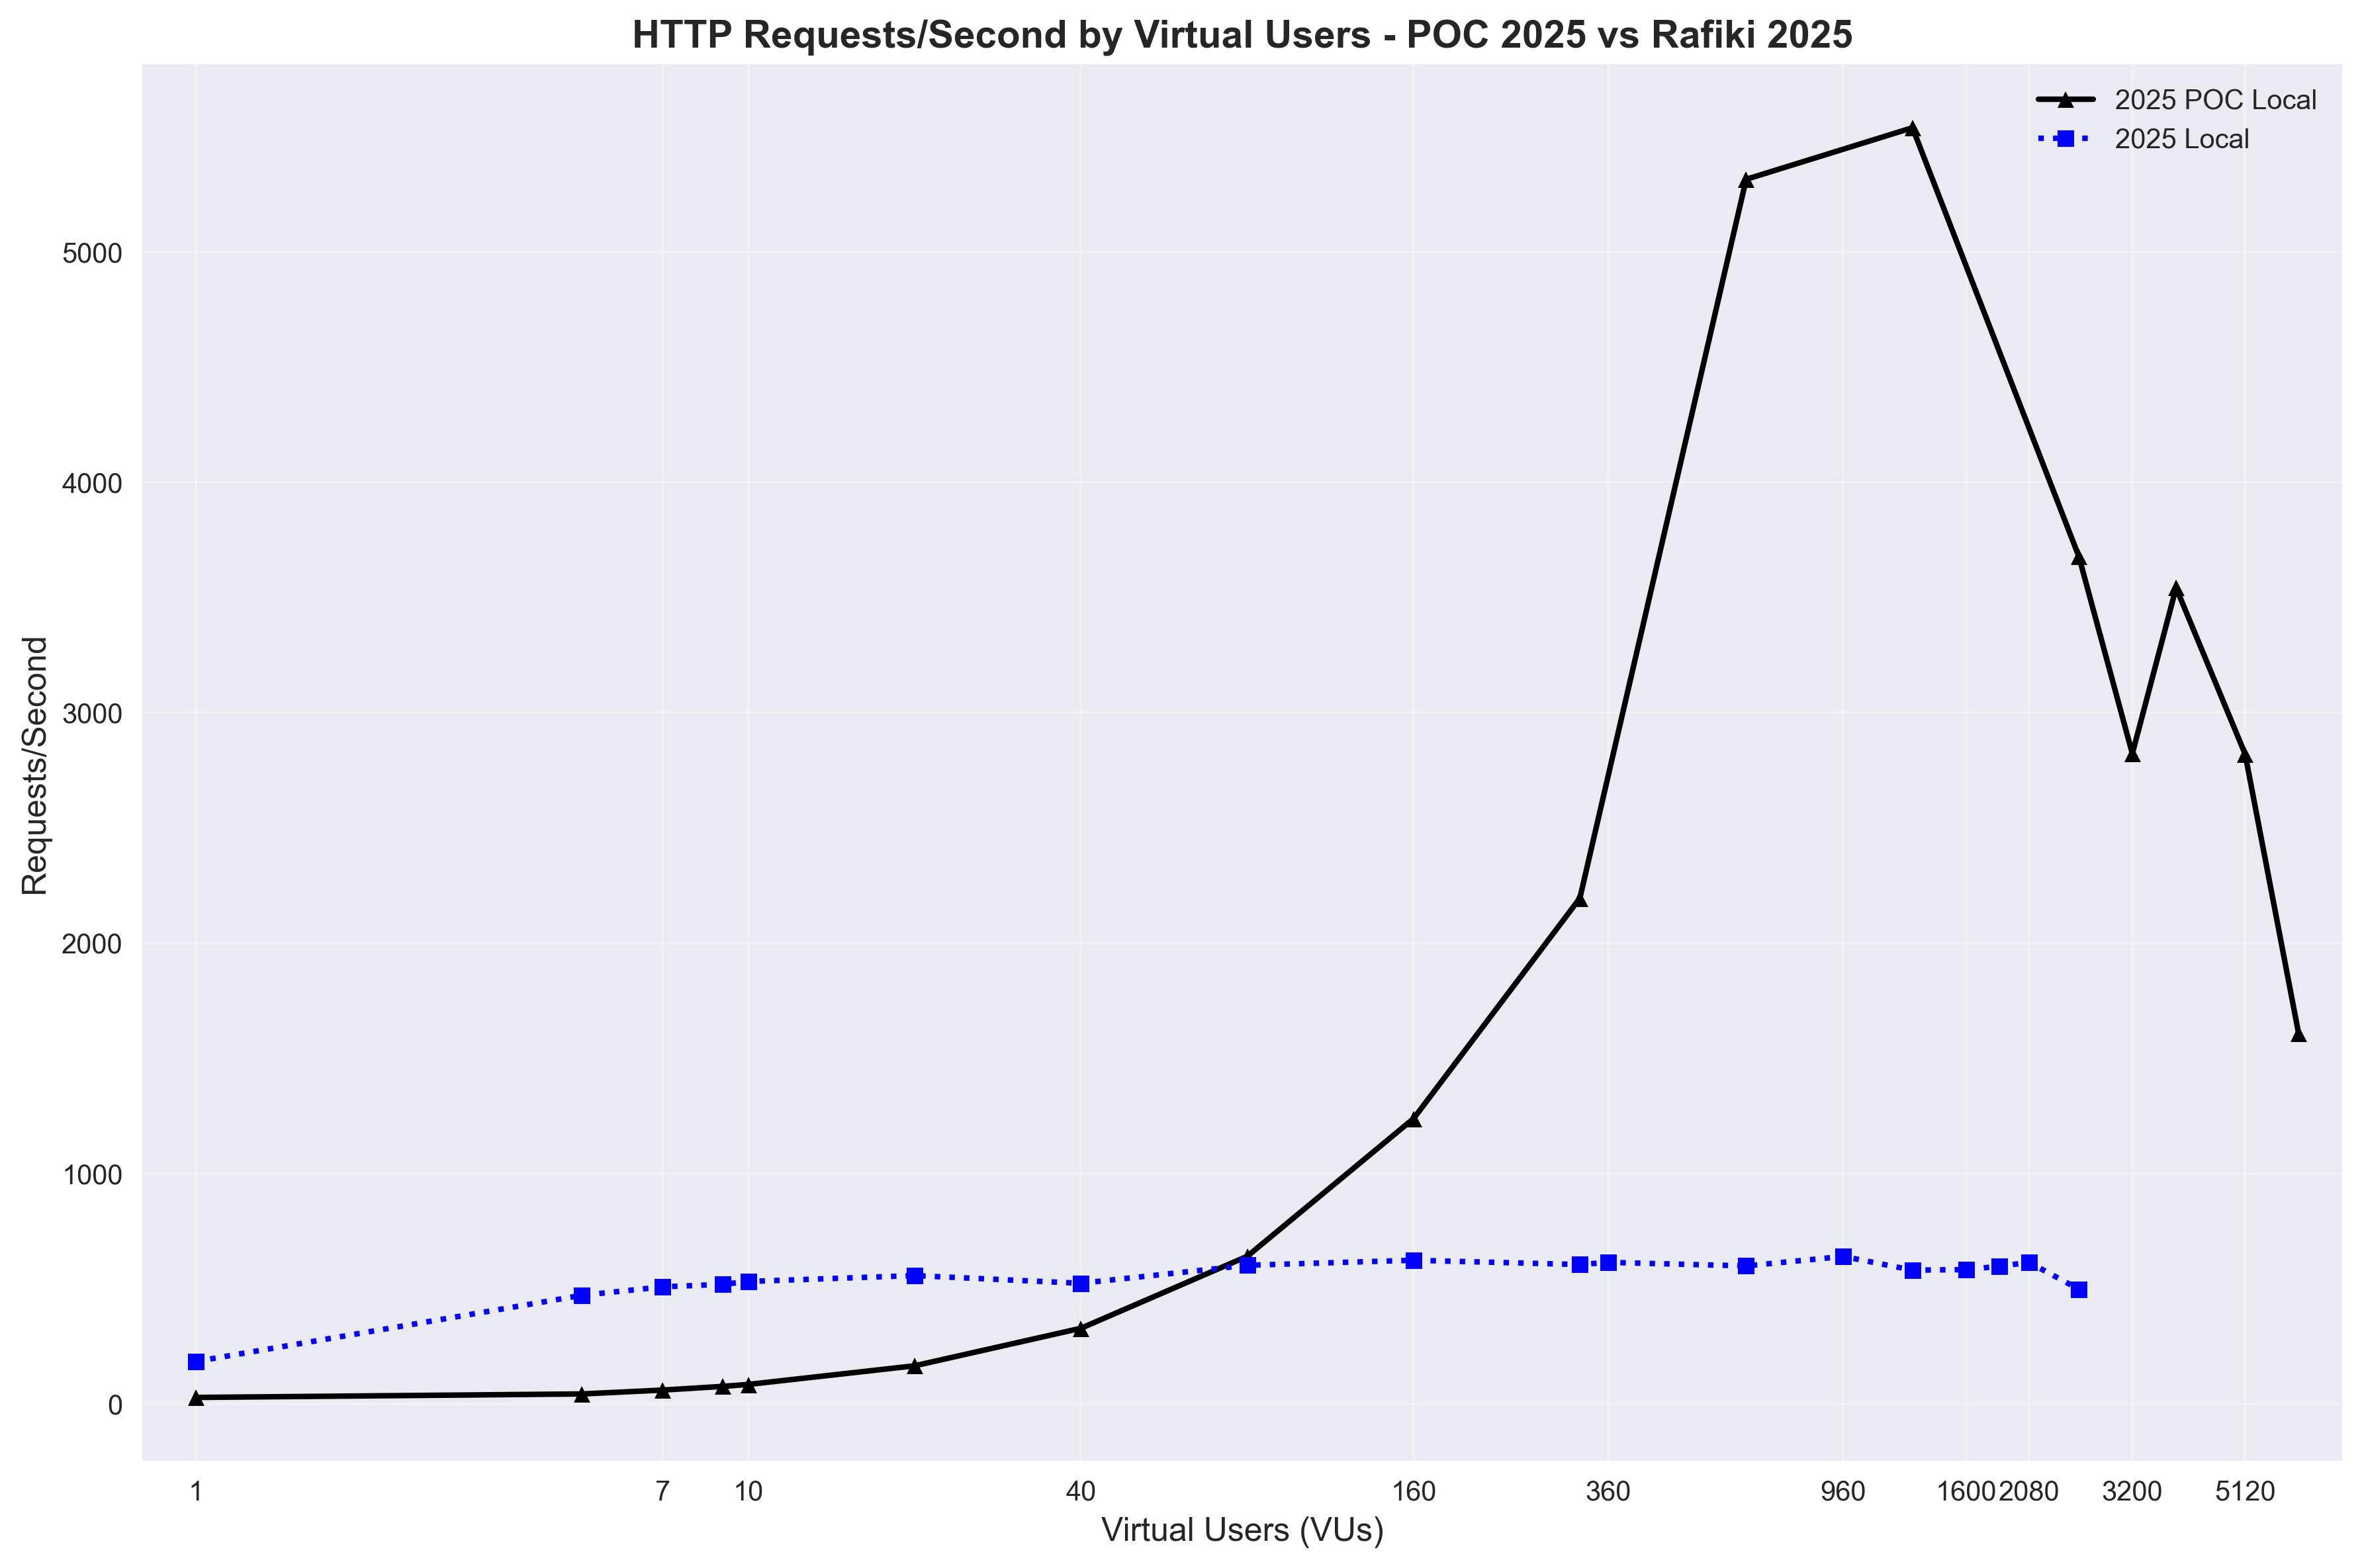 HTTP Requests/Second by Virtual Users - POC 2025 vs Rafiki 2025
2025 POC Local
2025 Local
Requests/Second
5000
4000
3000
2000
1000
0
1 7 10 40 160 360 960 1600 2080 3200 5120
Virtual Users (VUs)